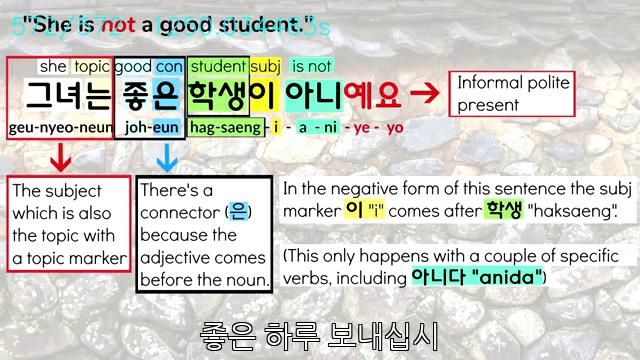 "She is not a good student."
she topic good con student subj is not
그녀는 좋은 학생이 아니예요
Informal polite
present
geu-nyeo-neun joh-eun hag-saeng - i - a - ni - ye - yo
The subject
which is also
the topic with
a topic marker
There's a
connector (은)
because the
adjective comes
before the noun.
In the negative form of this sentence the subj
marker 이 "i" comes after 학생 "haksaeng".
(This only happens with a couple of specific
verbs, including 아니다 "anida")
좋은 하루 보내십시